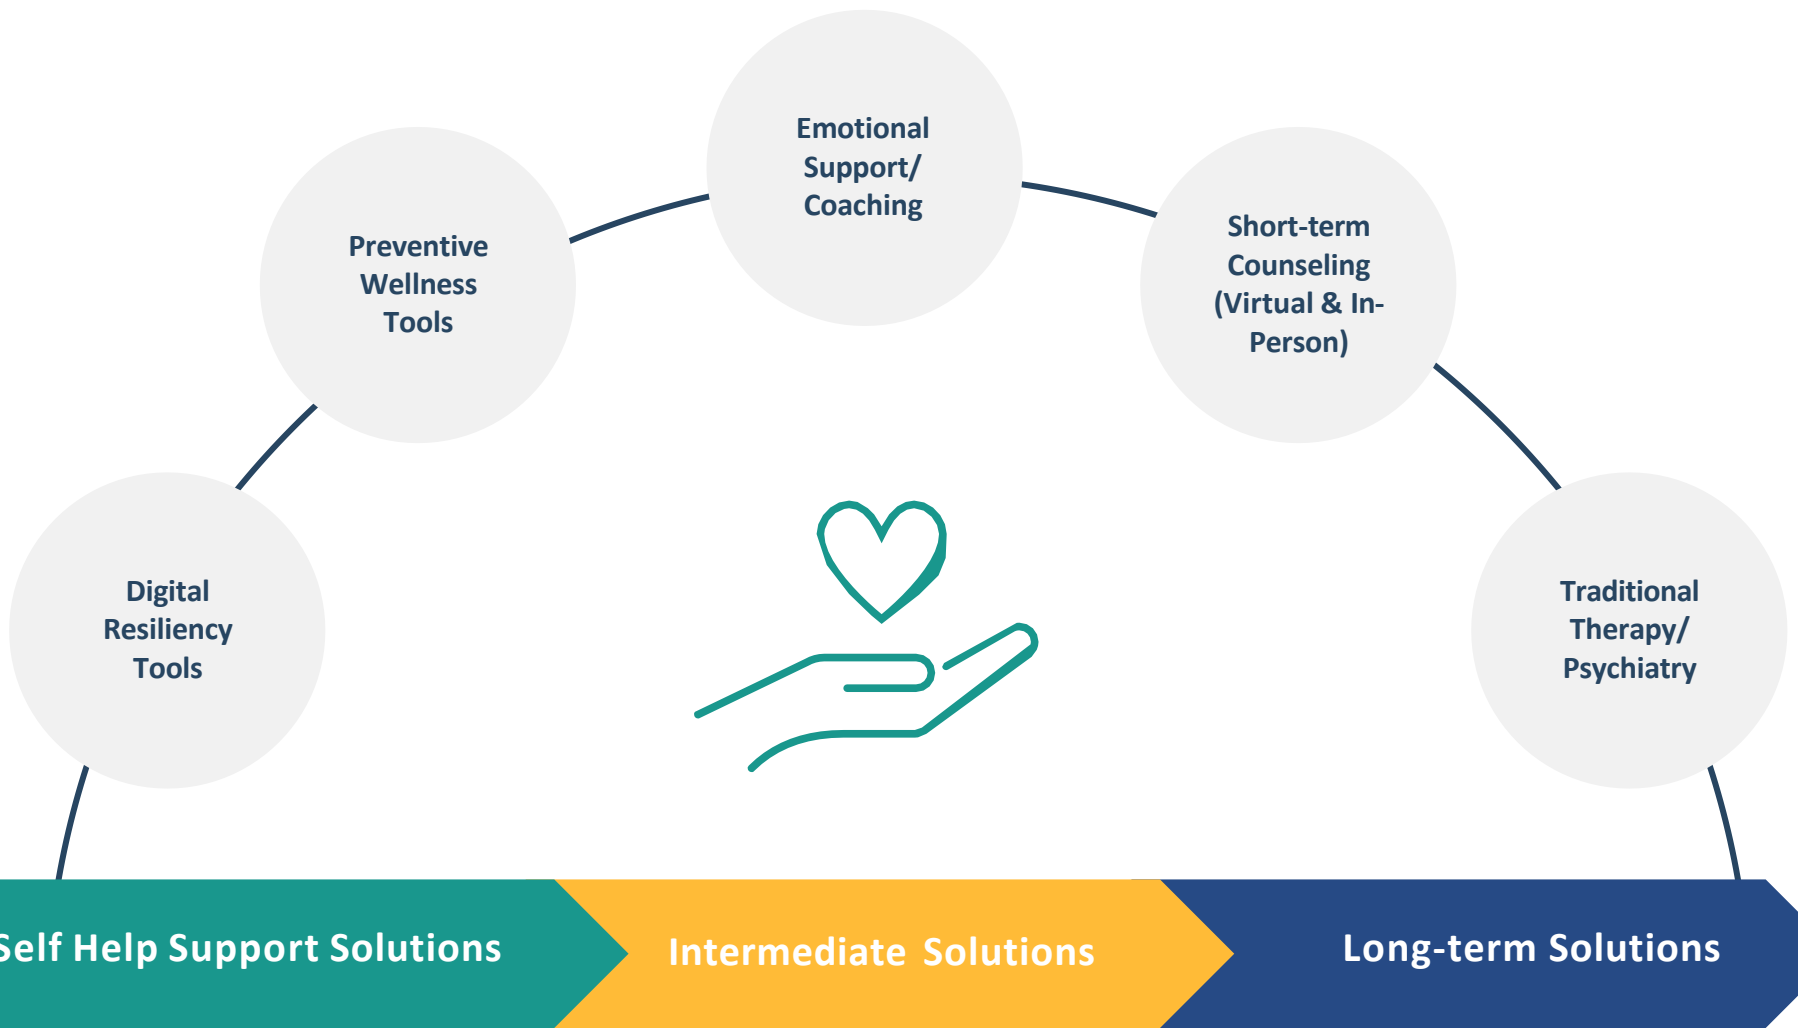 Emotional
Support/
Coaching
Preventive
Wellness
Tools
Short-term
Counseling
(Virtual & In-
Person)
Digital
Resiliency
Tools
Traditional
Therapy/
Psychiatry
Self Help Support Solutions
Intermediate Solutions
Long-term Solutions